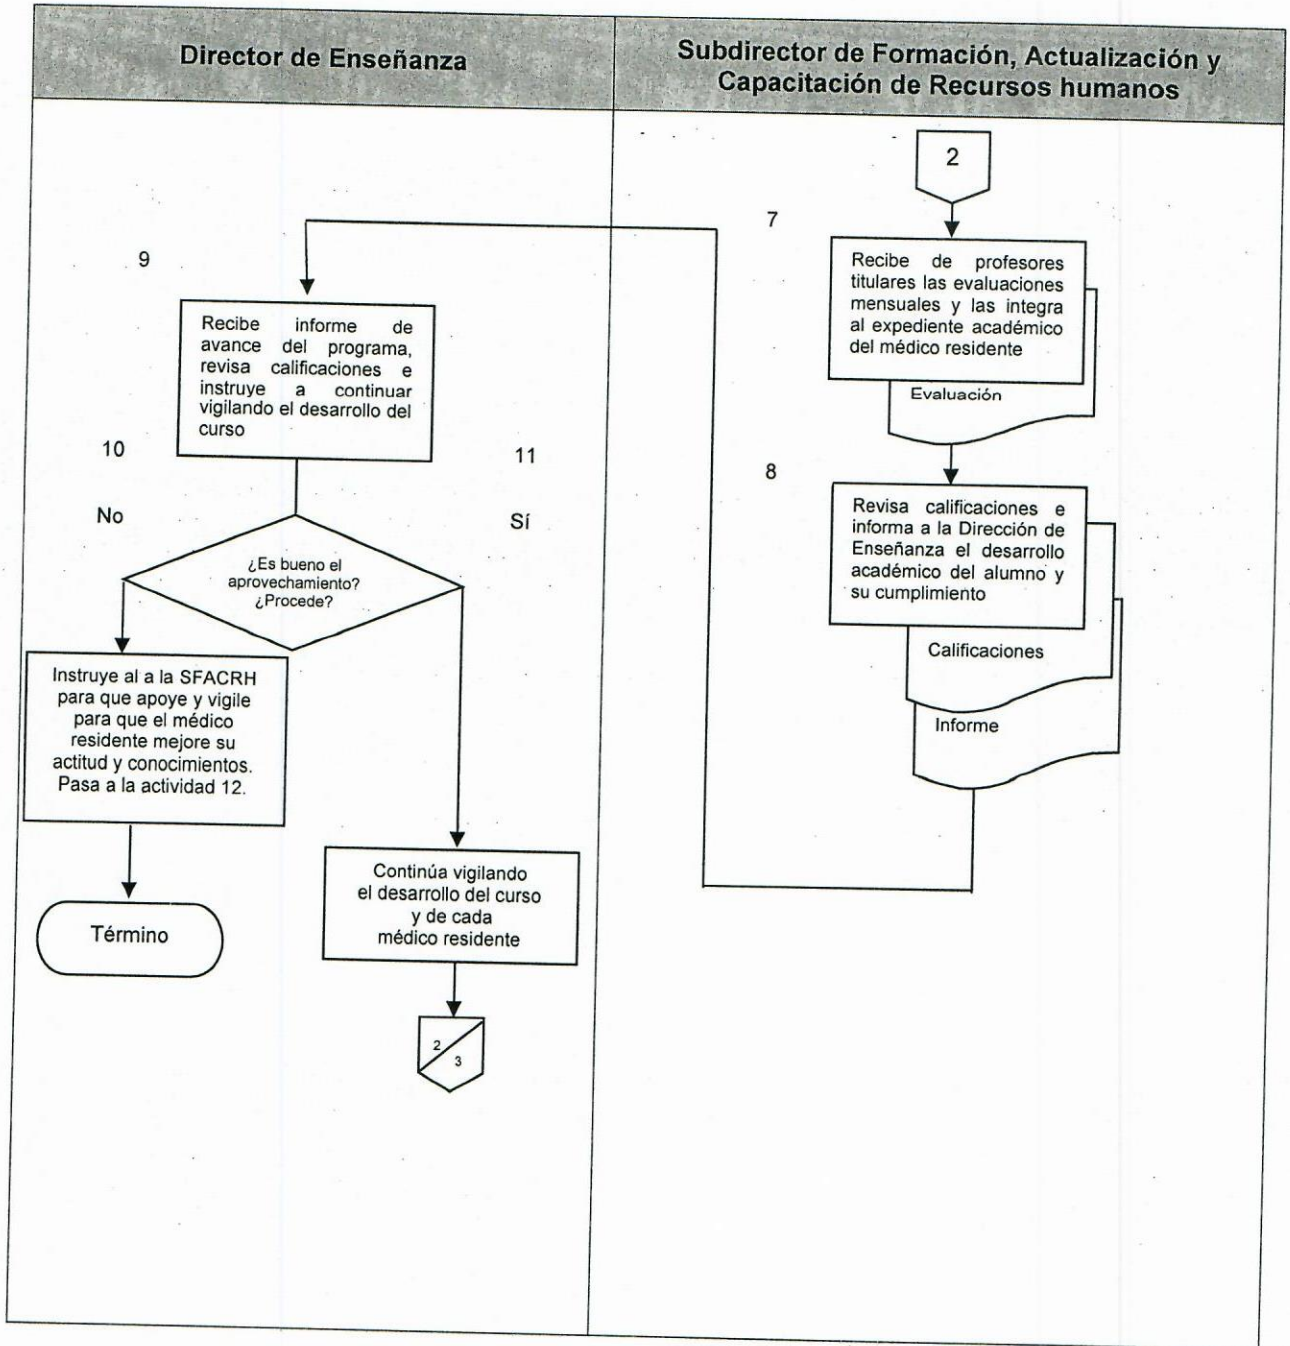 Director de Enseñanza
Subdirector de Formación, Actualización y
Capacitación de Recursos humanos
2
7
Recibe de profesores
titulares las evaluaciones
mensuales y las integra
al expediente académico
del médico residente
Evaluación
8
Revisa calificaciones e
informa a la Dirección de
Enseñanza el desarrollo
académico del alumno y
su cumplimiento
Calificaciones
Informe
9
Recibe informe de
avance del programa,
revisa calificaciones e
instruye a continuar
vigilando el desarrollo del
curso
10
11
No
Sí
¿Es bueno el
aprovechamiento?
¿Procede?
Instruye al a la SFACRH
para que apoye y vigile
para que el médico
residente mejore su
actitud y conocimientos.
Pasa a la actividad 12.
Término
Continúa vigilando
el desarrollo del curso
y de cada
médico residente
2
3